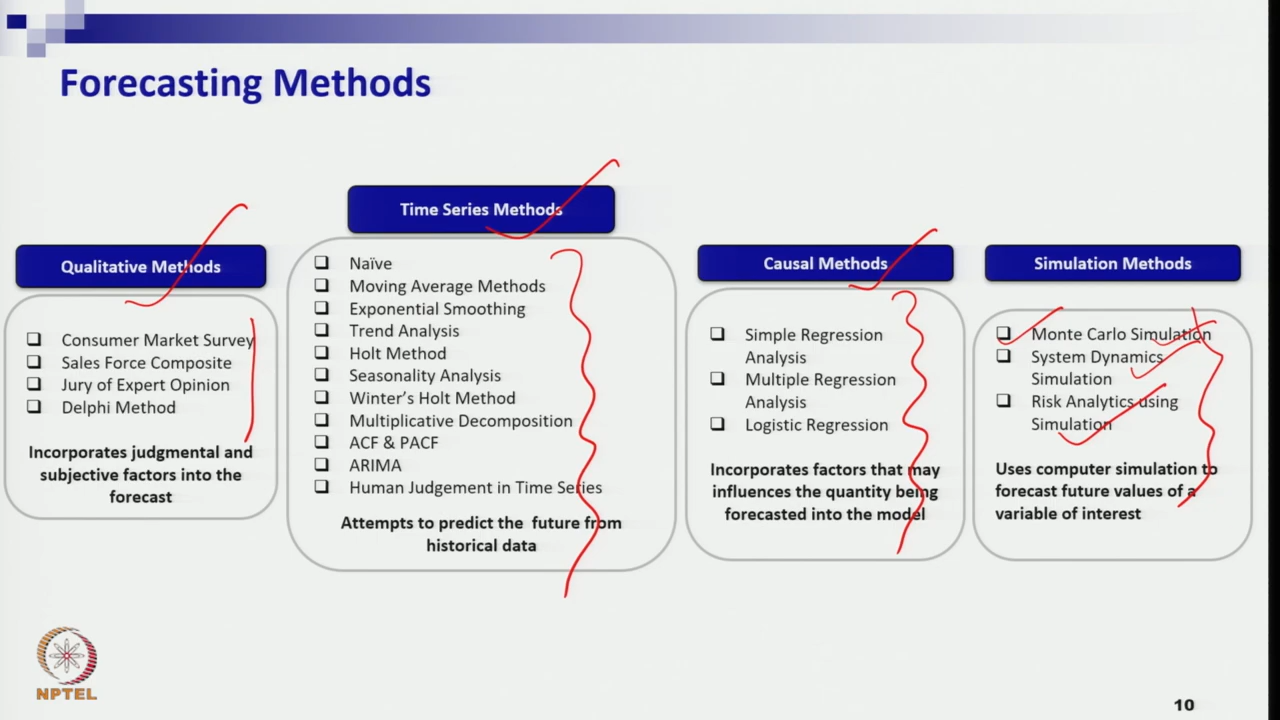 Forecasting Methods
Qualitative Methods
Consumer Market Survey
Sales Force Composite
Jury of Expert Opinion
Delphi Method
Incorporates judgmental and
subjective factors into the
forecast
Time Series Methods
Naïve
Moving Average Methods
Exponential Smoothing
Trend Analysis
Holt Method
Seasonality Analysis
Winter's Holt Method
Multiplicative Decomposition
ACF & PACF
ARIMA
Human Judgement in Time Series
Attempts to predict the future from
historical data
Causal Methods
Simple Regression
Analysis
Multiple Regression
Analysis
Logistic Regression
Incorporates factors that may
influences the quantity being
forecasted into the model
Simulation Methods
Monte Carlo Simulation
System Dynamics
Simulation
Risk Analytics using
Simulation
Uses computer simulation to
forecast future values of a
variable of interest
NPTEL
10